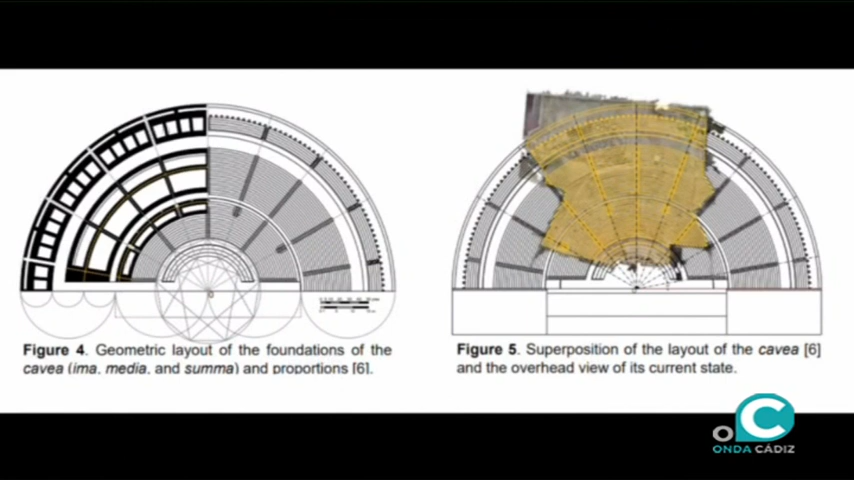 Figure 4. Geometric layout of the foundations of the
cavea (ima, media, and summa) and proportions [6].
Figure 5. Superposition of the layout of the cavea [6]
and the overhead view of its current state.
ONDA CÁDIZ